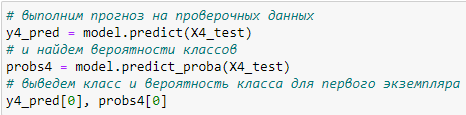 # выполним прогноз на проверочных данных
y4_pred = model.predict(X4_test)
# и найдем вероятности классов
probs4 = model.predict_proba(X4_test)
# выведем класс и вероятность класса для первого экземпляра
y4_pred[0], probs4[0]